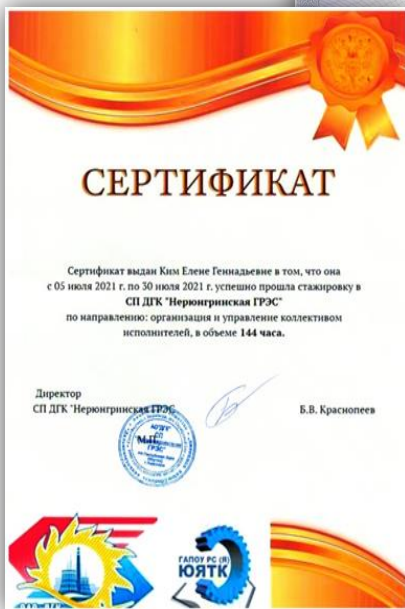 СЕРТИФИКАТ
Сертификат выдан Ким Елене Геннадьевне в том, что она
с 05 июля 2021 г. по 30 июля 2021 г. успешно прошла стажировку в
СП ДГК "Нерюнгринская ГРЭС"
по направлению: организация и управление коллективом
исполнителей, в объеме 144 часа.
Директор
СП ДГК "Нерюнгринская ГРЭС
Б.В. Краснопеев
М.П.
ГАПОУ РС (Я)
ЮЯТК